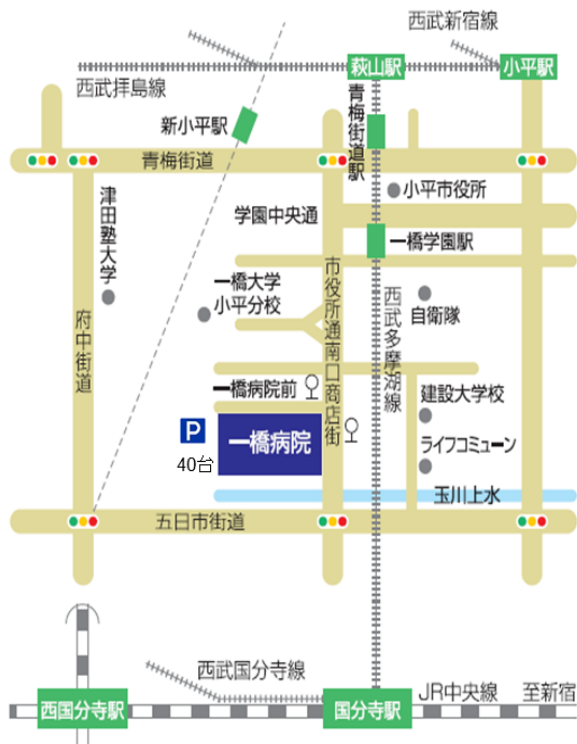 西武新宿線
萩山駅
小平駅
西武拝島線
新小平駅
青梅街道駅
青梅街道
小平市役所
津田塾大学
学園中央通
一橋学園駅
一橋大学
小平分校
市役所通南口商店街
西武多摩湖線
自衛隊
府中街道
一橋病院前
建設大学校
P
40台
一橋病院
ライフコミューン
玉川上水
五日市街道
西武国分寺線
JR中央線
至新宿
西国分寺駅
国分寺駅